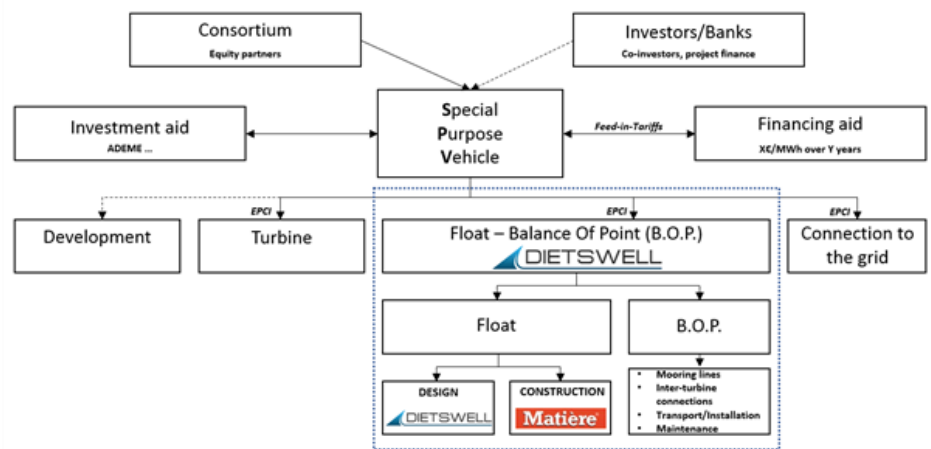 Consortium
Equity partners
Investors/Banks
Co-investors, project finance
Investment aid
ADEME ...
Special
Purpose
Vehicle
Feed-in-Tariffs
Financing aid
X€/MWh over Y years
Development
EPCI
Turbine
EPCI
Float – Balance Of Point (B.O.P.)
DIETSWELL
EPCI
Connection to
the grid
Float
B.O.P.
DESIGN
DIETSWELL
CONSTRUCTION
Matière
• Mooring lines
• Inter-turbine
connections
• Transport/Installation
• Maintenance